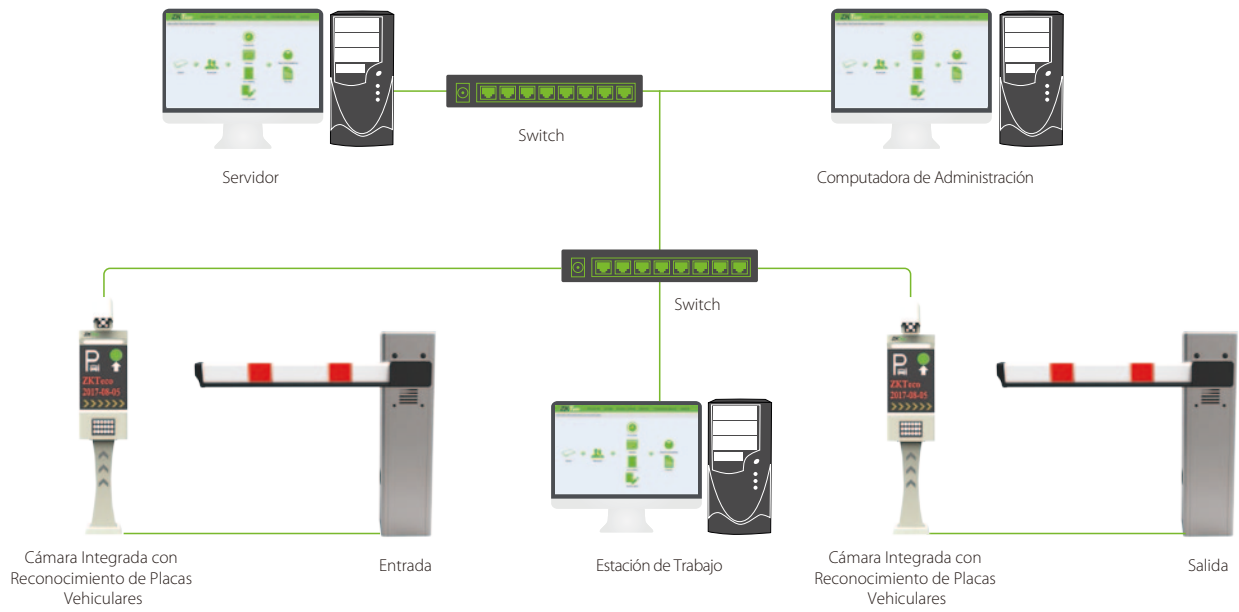 Switch
Servidor
Computadora de Administración
Switch
ZKTeco
2017-08-05
ZKTeco
2017-08-05
Cámara Integrada con
Reconocimiento de Placas
Vehiculares
Entrada
Estación de Trabajo
Cámara Integrada con
Reconocimiento de Placas
Vehiculares
Salida